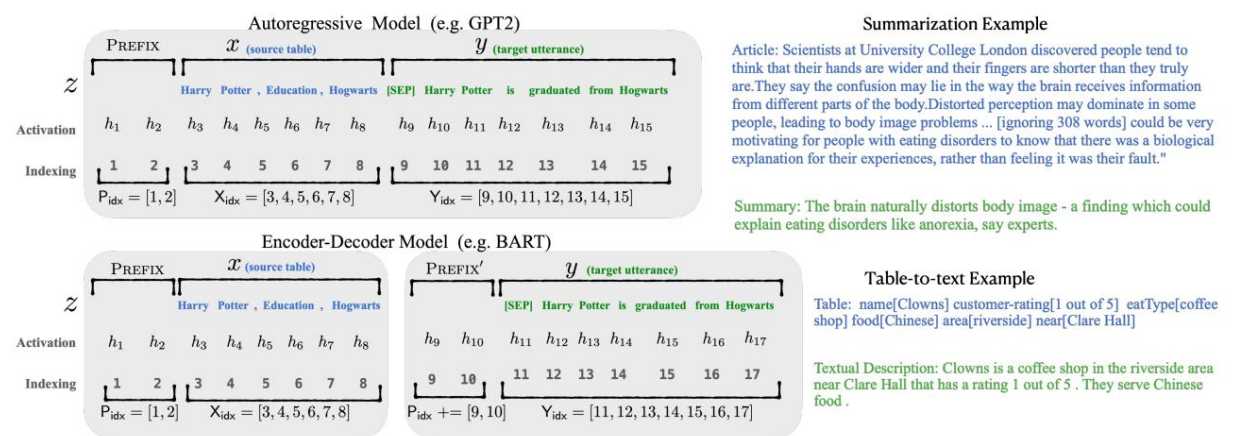 Autoregressive Model (e.g. GPT2)
PREFIX x (source table) y (target utterance)
z Harry Potter , Education , Hogwarts [SEP] Harry Potter is graduated from Hogwarts
Activation h1 h2 h3 h4 h5 h6 h7 h8 h9 h10 h11 h12 h13 h14 h15
Indexing 1 2 3 4 5 6 7 8 9 10 11 12 13 14 15
Pidx = [1, 2] Xidx = [3, 4, 5, 6, 7, 8] Yidx = [9, 10, 11, 12, 13, 14, 15]
Encoder-Decoder Model (e.g. BART)
PREFIX x (source table) PREFIX′ y (target utterance)
z Harry Potter , Education , Hogwarts [SEP] Harry Potter is graduated from Hogwarts
Activation h1 h2 h3 h4 h5 h6 h7 h8 h9 h10 h11 h12 h13 h14 h15 h16 h17
Indexing 1 2 3 4 5 6 7 8 9 10 11 12 13 14 15 16 17
Pidx = [1, 2] Xidx = [3, 4, 5, 6, 7, 8] Pidx += [9, 10] Yidx = [11, 12, 13, 14, 15, 16, 17]
Summarization Example
Article: Scientists at University College London discovered people tend to
think that their hands are wider and their fingers are shorter than they truly
are.They say the confusion may lie in the way the brain receives information
from different parts of the body.Distorted perception may dominate in some
people, leading to body image problems ... [ignoring 308 words] could be very
motivating for people with eating disorders to know that there was a biological
explanation for their experiences, rather than feeling it was their fault."
Summary: The brain naturally distorts body image - a finding which could
explain eating disorders like anorexia, say experts.
Table-to-text Example
Table: name[Clowns] customer-rating[1 out of 5] eatType[coffee
shop] food[Chinese] area[riverside] near[Clare Hall]
Textual Description: Clowns is a coffee shop in the riverside area
near Clare Hall that has a rating 1 out of 5 . They serve Chinese
food .